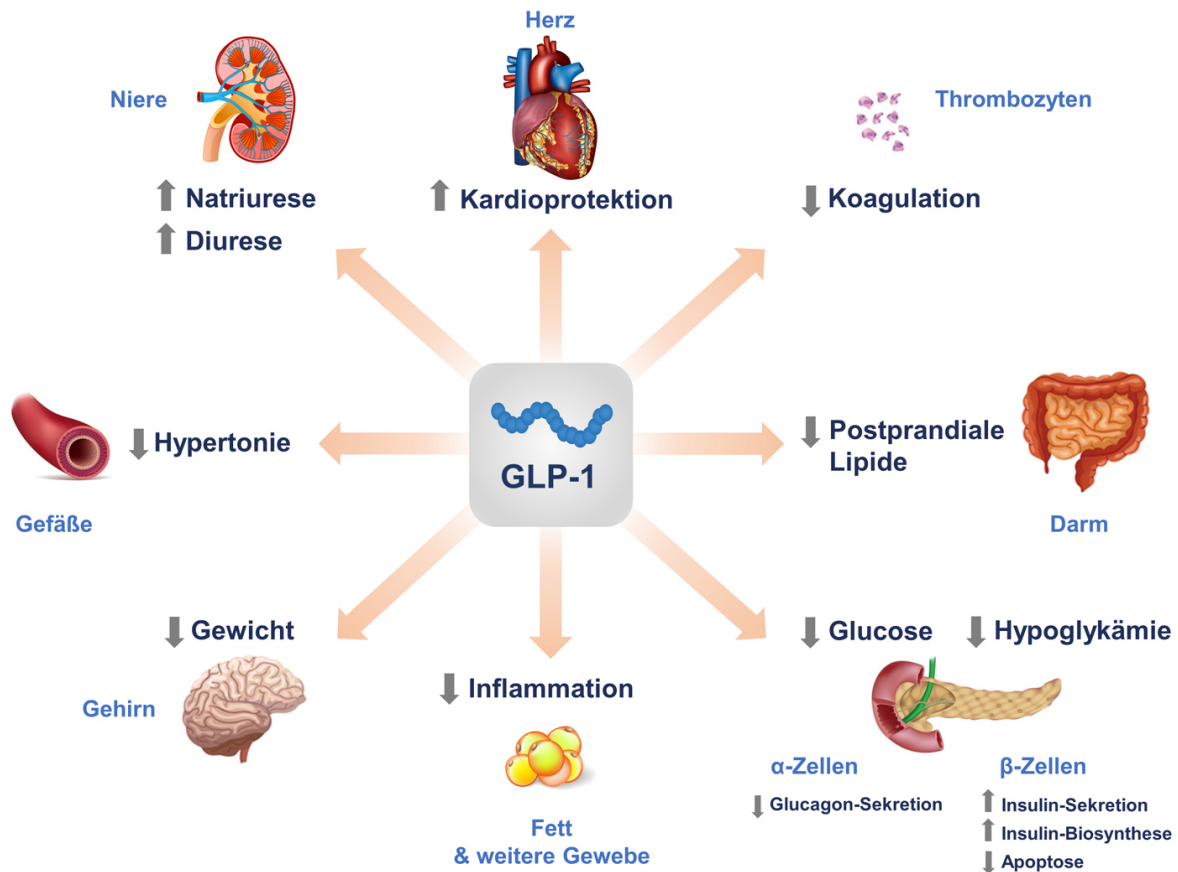 Herz
Niere
Thrombozyten
Natriurese
Diurese
Kardioprotektion
Koagulation
Hypertonie
Gefäße
GLP-1
Postprandiale
Lipide
Darm
Gewicht
Gehirn
Inflammation
Fett
& weitere Gewebe
Glucose
Hypoglykämie
α-Zellen
Glucagon-Sekretion
β-Zellen
Insulin-Sekretion
Insulin-Biosynthese
Apoptose